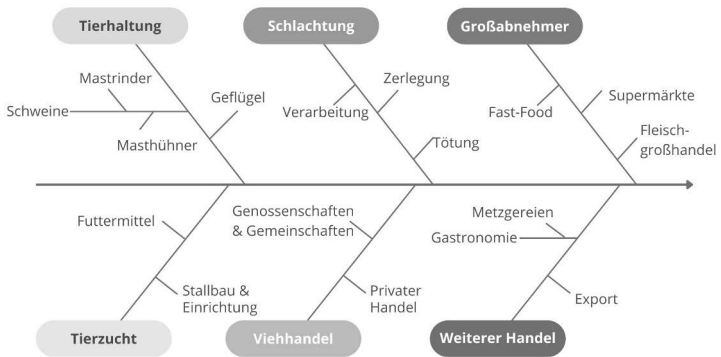 Tierhaltung
Schlachtung
Großabnehmer
Mastrinder
Schweine
Masthühner
Geflügel
Zerlegung
Verarbeitung
Tötung
Fast-Food
Supermärkte
Fleisch-
großhandel
Futtermittel
Stallbau &
Einrichtung
Genossenschaften
& Gemeinschaften
Privater
Handel
Metzgereien
Gastronomie
Export
Tierzucht
Viehhandel
Weiterer Handel